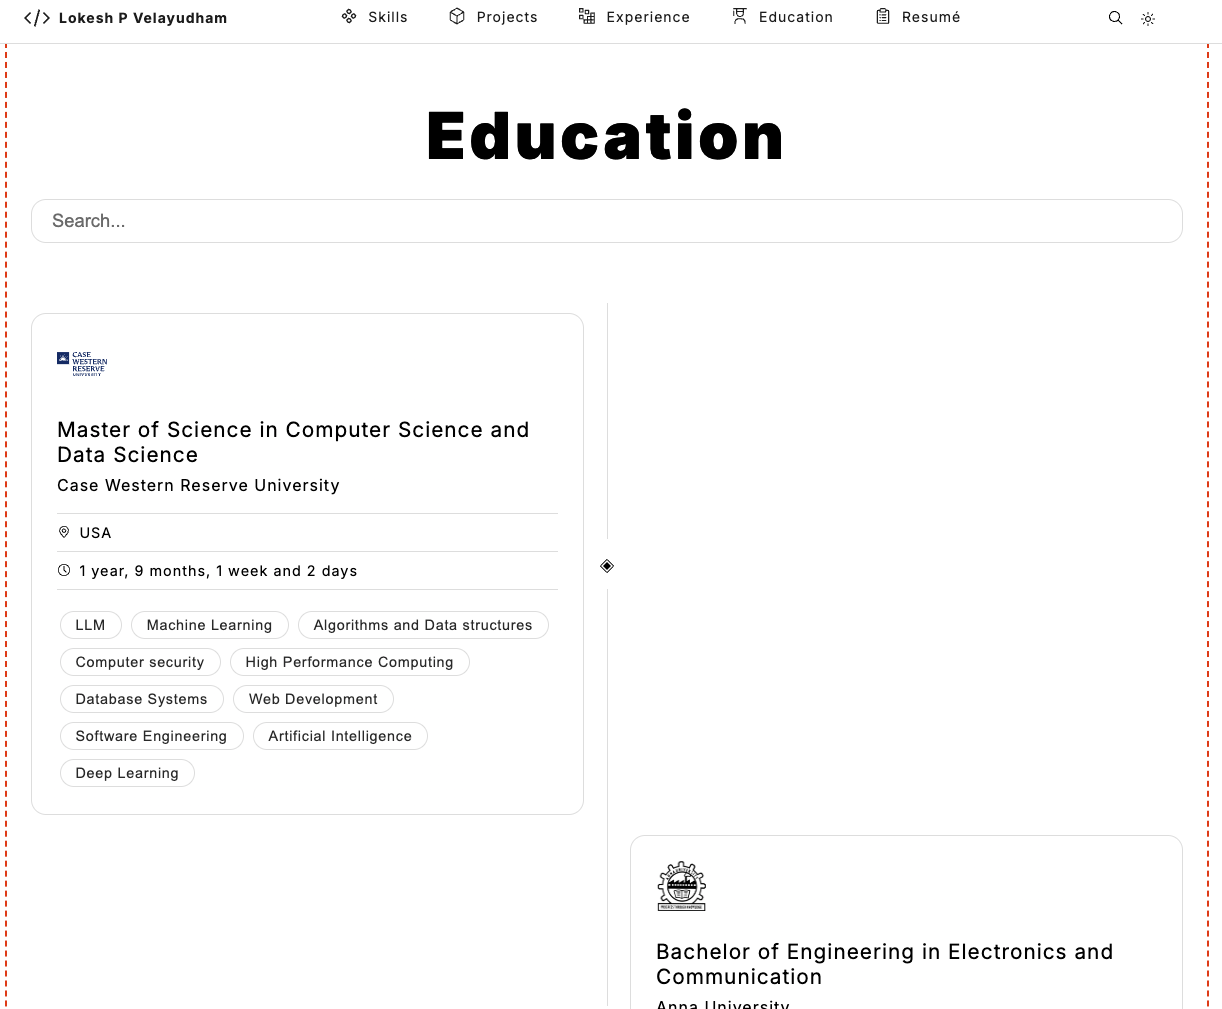 </> Lokesh P Velayudham
Skills
Projects
Experience
Education
Resumé
Education
Search...
CASE
WESTERN
RESERVE
UNIVERSITY
Master of Science in Computer Science and
Data Science
Case Western Reserve University
USA
1 year, 9 months, 1 week and 2 days
LLM
Machine Learning
Algorithms and Data structures
Computer security
High Performance Computing
Database Systems
Web Development
Software Engineering
Artificial Intelligence
Deep Learning
Bachelor of Engineering in Electronics and
Communication
Anna University